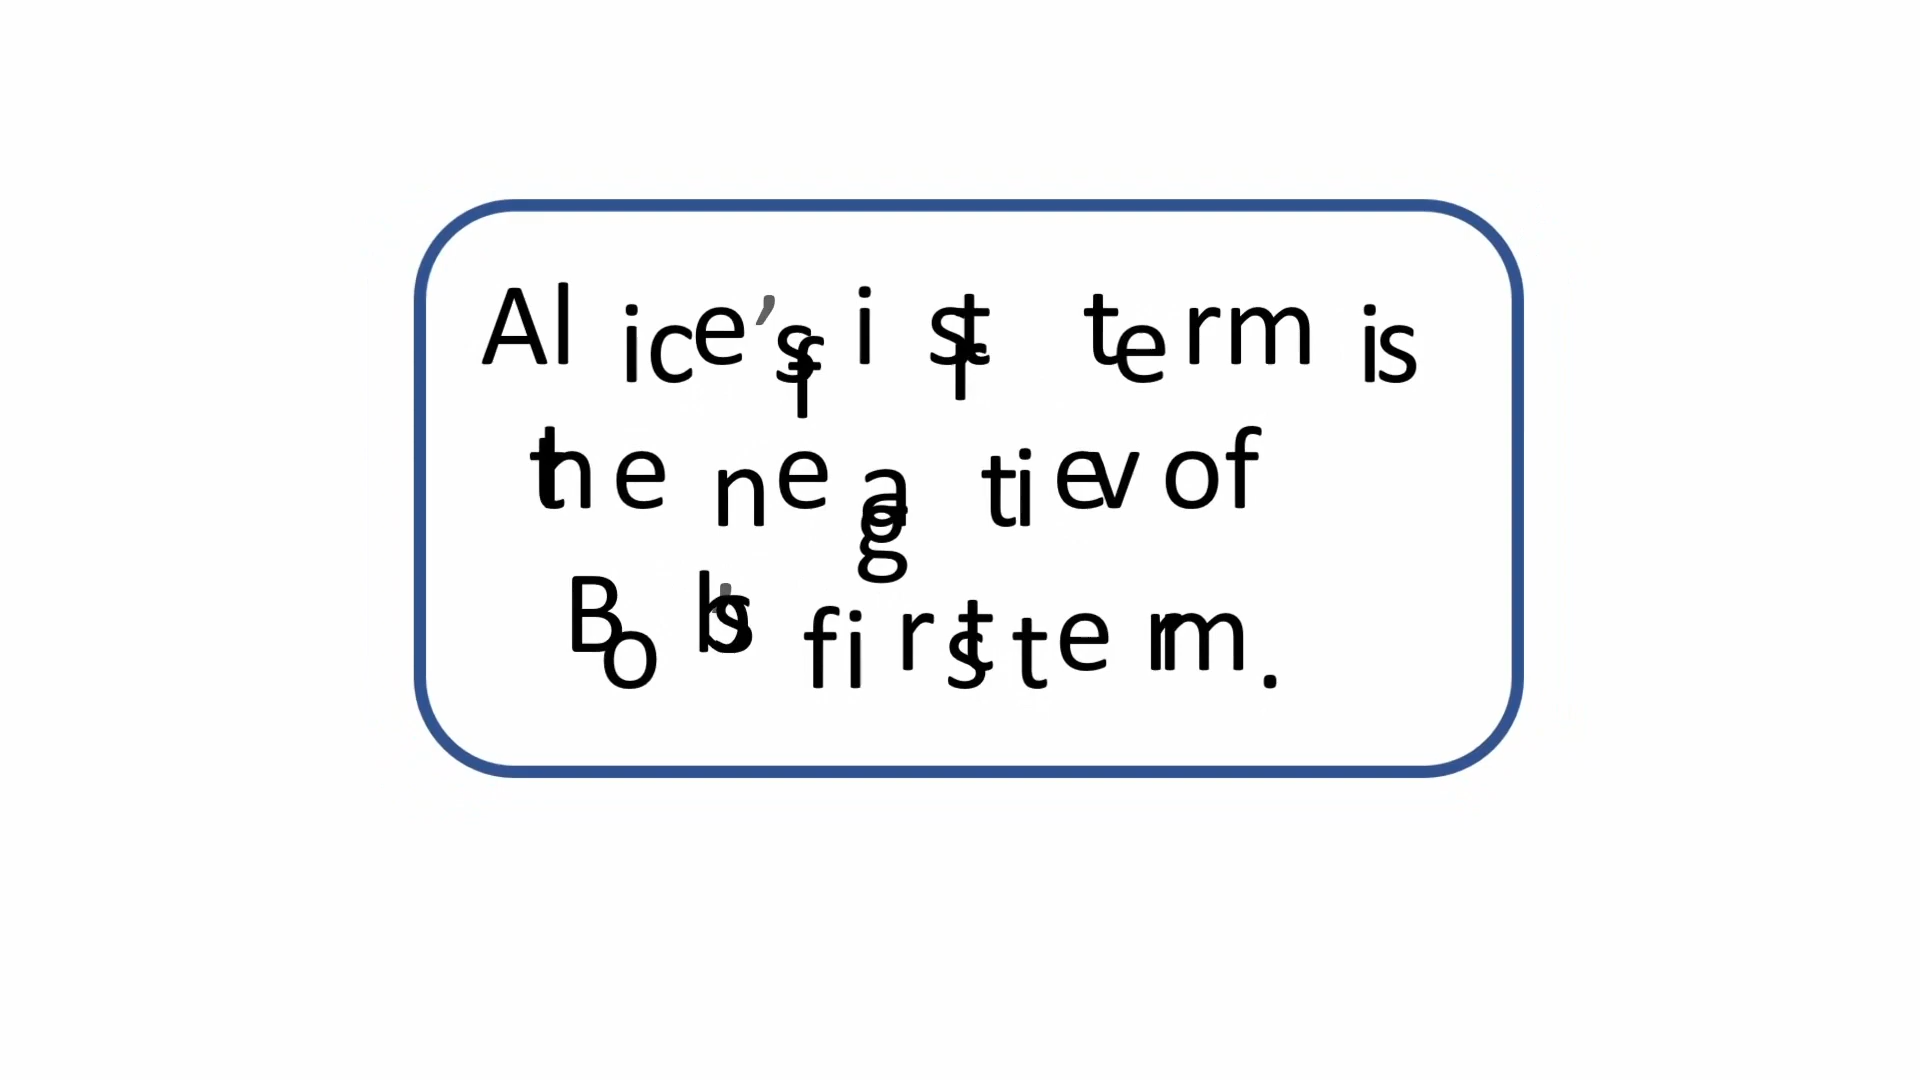 Alice’s first term is
the negative of
Bob’s first term.